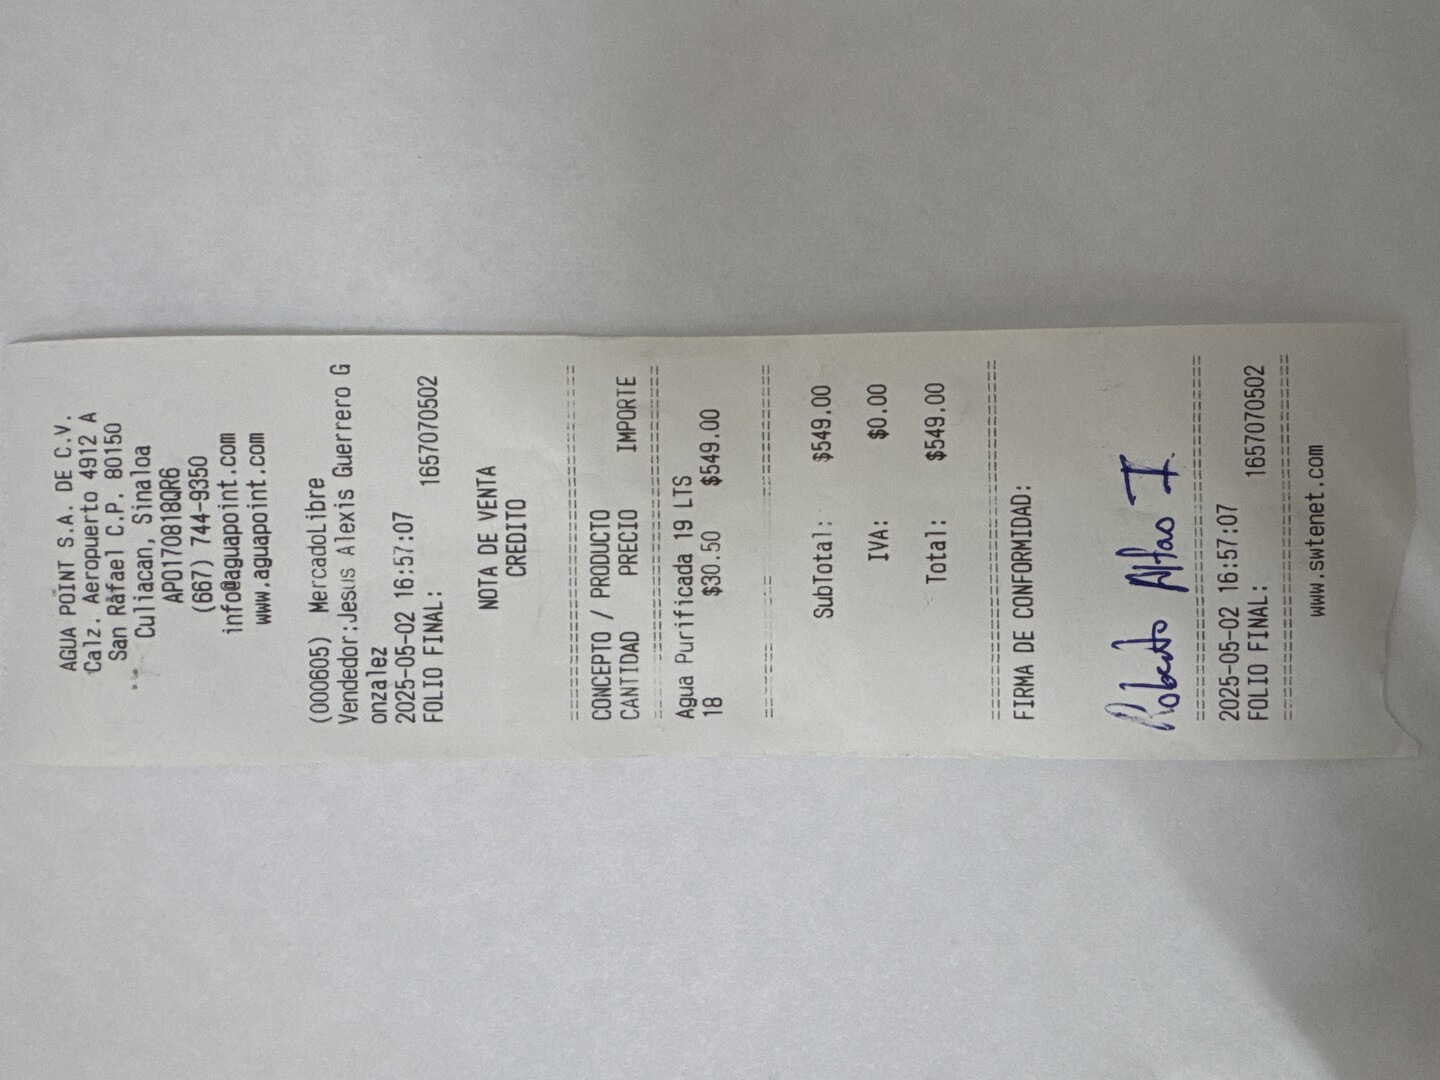 AGUA POINT S.A. DE C.V.
Calz. Aeropuerto 4912 A
San Rafael C.P. 80150
Culiacan, Sinaloa
APO170818QR6
(667) 744-9350
info@aguapoint.com
www.aguapoint.com
(000605) MercadoLibre
Vendedor:Jesus Alexis Guerrero G
onzalez
2025-05-02 16:57:07
FOLIO FINAL: 1657070502
NOTA DE VENTA
CREDITO
CONCEPTO / PRODUCTO
CANTIDAD PRECIO IMPORTE
Agua Purificada 19 LTS
18 $30.50 $549.00
SubTotal: $549.00
IVA: $0.00
Total: $549.00
FIRMA DE CONFORMIDAD:
Roberto
2025-05-02 16:57:07
FOLIO FINAL: 1657070502
www.swtenet.com